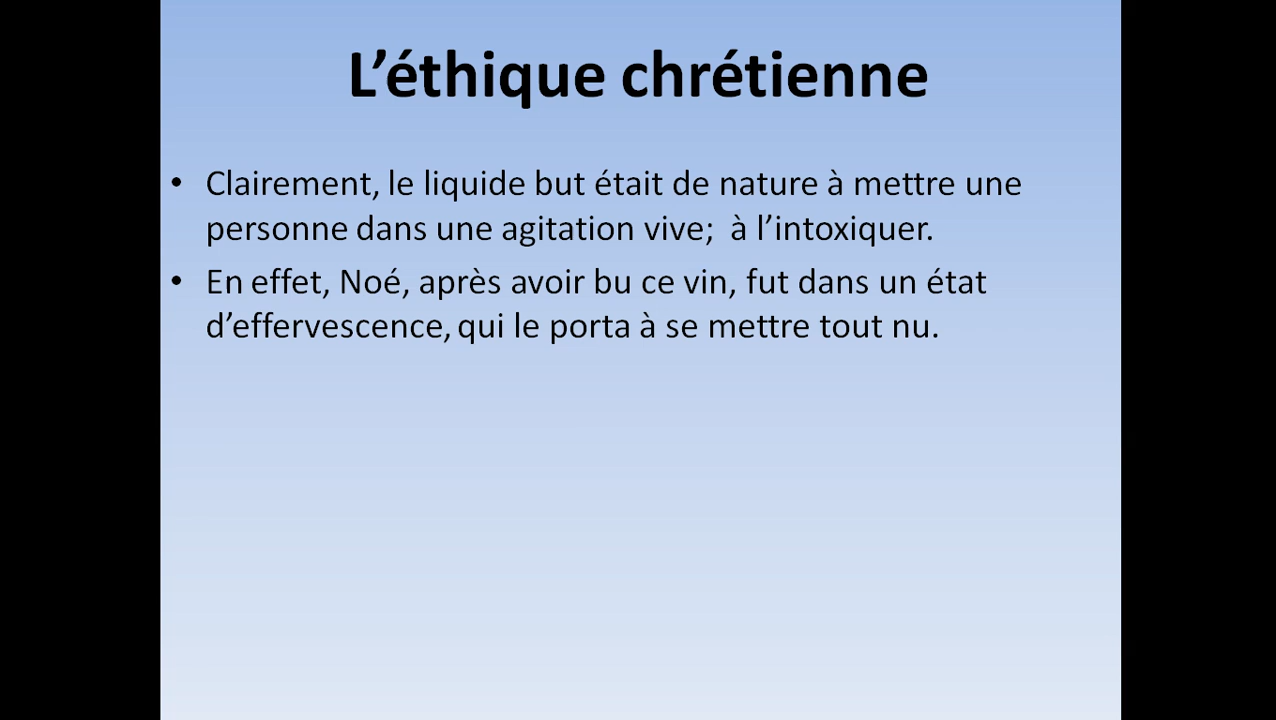 L’éthique chrétienne
• Clairement, le liquide but était de nature à mettre une
personne dans une agitation vive;  à l’intoxiquer.
• En effet, Noé, après avoir bu ce vin, fut dans un état
d’effervescence, qui le porta à se mettre tout nu.